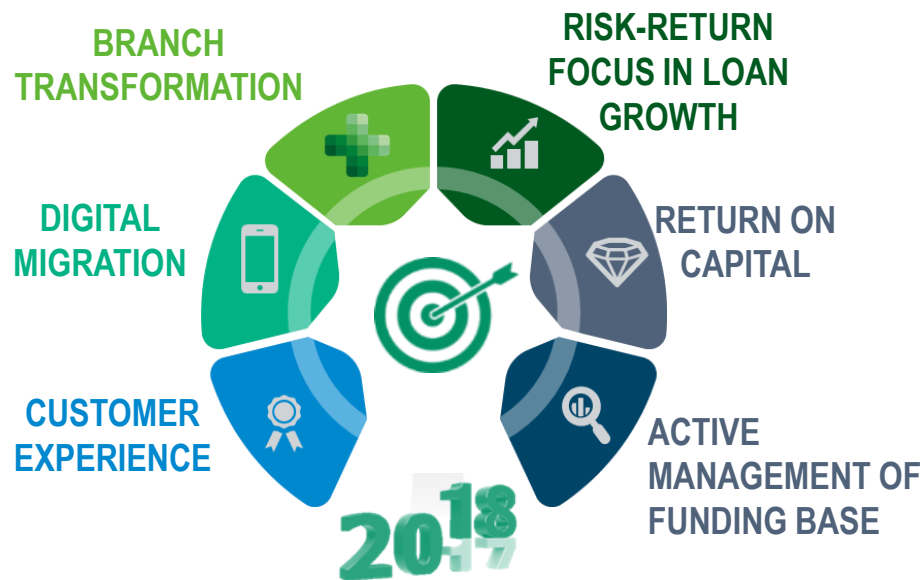 BRANCH
TRANSFORMATION
RISK-RETURN
FOCUS IN LOAN
GROWTH
DIGITAL
MIGRATION
RETURN ON
CAPITAL
CUSTOMER
EXPERIENCE
ACTIVE
MANAGEMENT OF
FUNDING BASE
2018
17